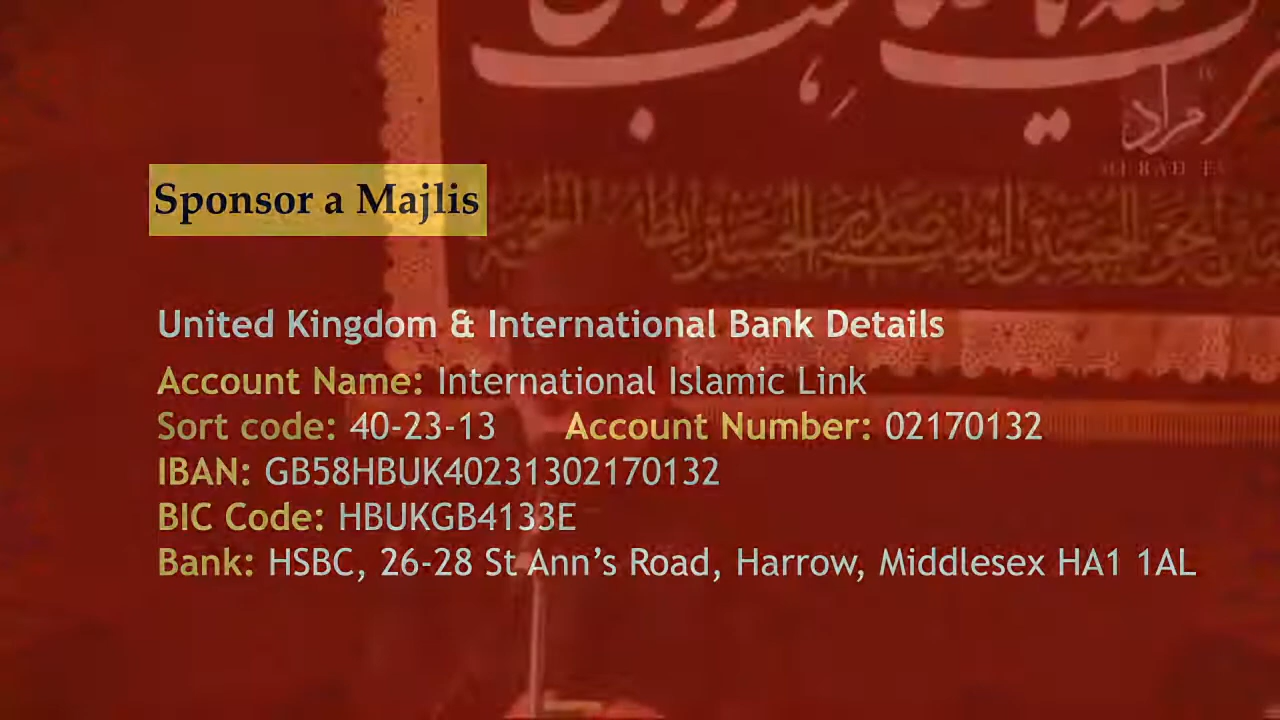 مراد
Sponsor a Majlis
United Kingdom & International Bank Details
Account Name: International Islamic Link
Sort code: 40-23-13 Account Number: 02170132
IBAN: GB58HBUK40231302170132
BIC Code: HBUKGB4133E
Bank: HSBC, 26-28 St Ann’s Road, Harrow, Middlesex HA1 1AL